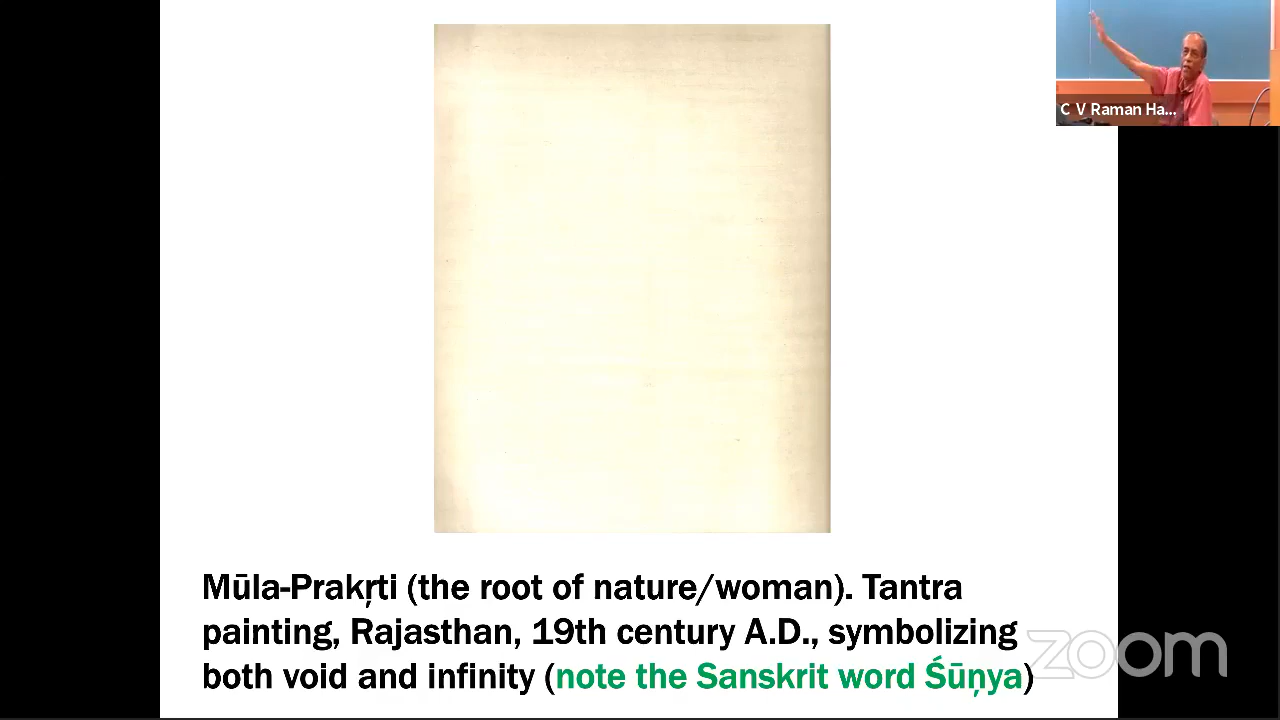 C V Raman Ha...
Mūla-Prakṛti (the root of nature/woman). Tantra
painting, Rajasthan, 19th century A.D., symbolizing
both void and infinity (note the Sanskrit word Śūṇya)
zoom